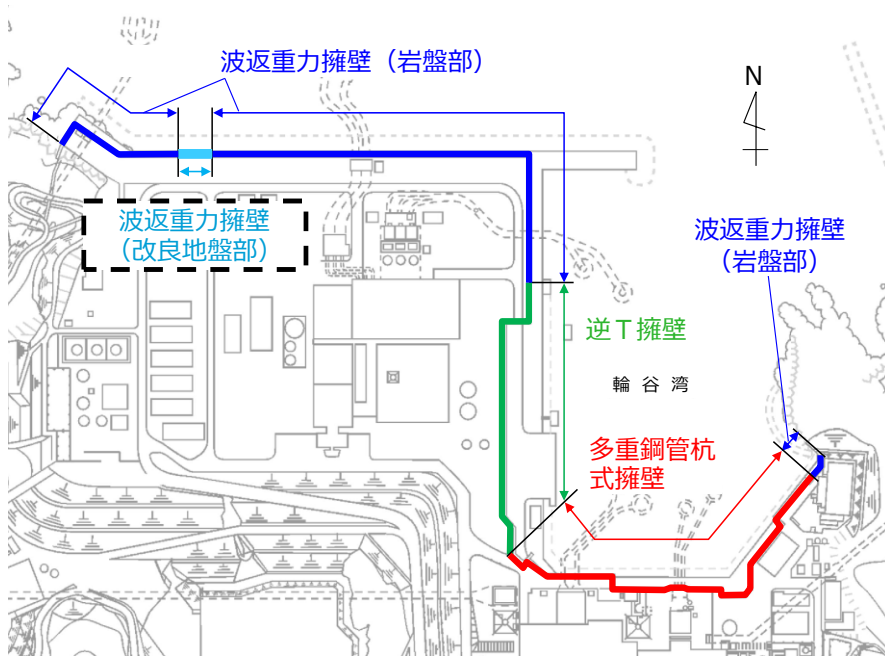 波返重力擁壁（岩盤部）
N
波返重力擁壁
（改良地盤部）
波返重力擁壁
（岩盤部）
逆Ｔ擁壁
輪谷湾
多重鋼管杭
式擁壁